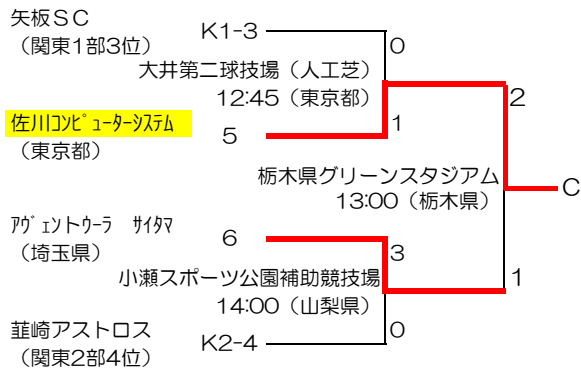 矢板SC
(関東1部3位)
K1-3
0
大井第二球技場(人工芝)
12:45(東京都)
2
佐川ｺﾝﾋﾟｭｰﾀｰｼｽﾃﾑ
(東京都)
5
1
栃木県グリーンスタジアム
13:00(栃木県)
C
ｱｳﾞｪﾝﾄｳｰﾗ ｻｲﾀﾏ
(埼玉県)
6
3
小瀬スポーツ公園補助競技場
14:00(山梨県)
1
韮崎アストロス
(関東2部4位)
K2-4
0